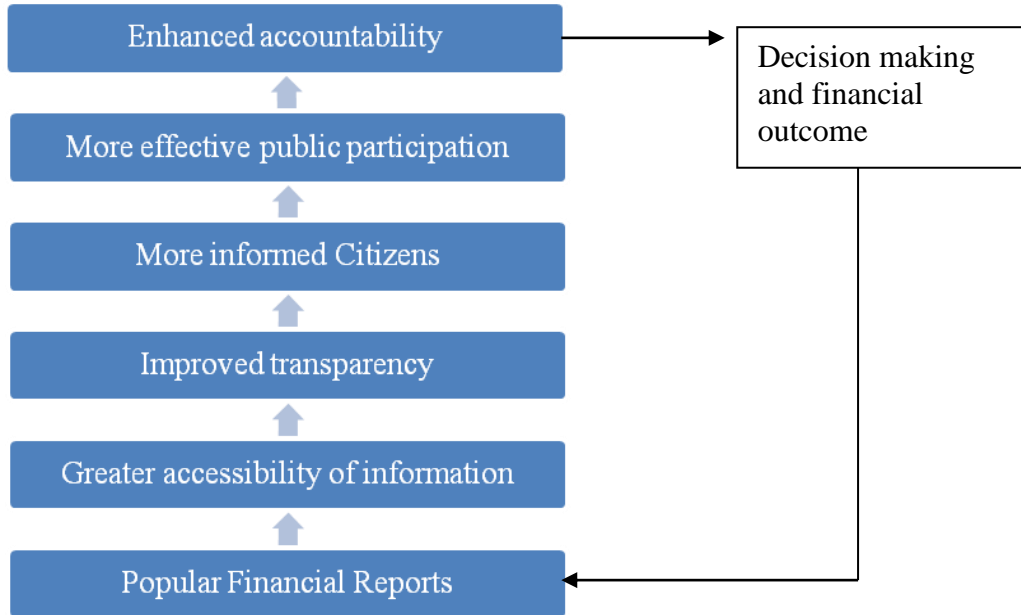 Enhanced accountability
Decision making
and financial
outcome
More effective public participation
More informed Citizens
Improved transparency
Greater accessibility of information
Popular Financial Reports